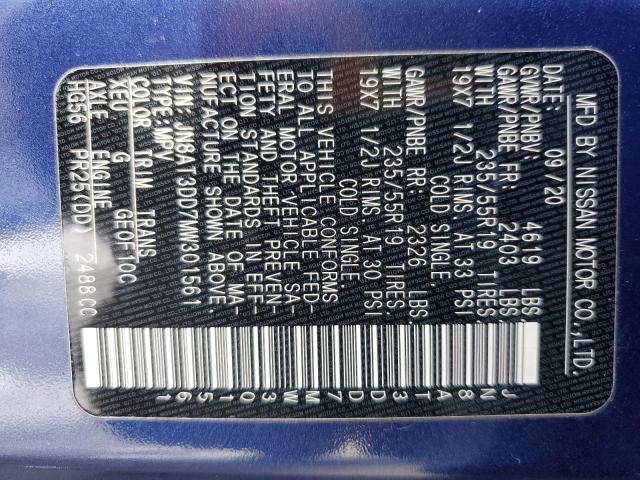 MFD BY NISSAN MOTOR CO.,LTD.
DATE: 09/20
GVWR/PNBV: 4619 LBS
GAWR/PNBE FR: 2403 LBS
WITH 235/55R19 TIRES
19X7 1/2J RIMS, AT 33 PSI
COLD SINGLE.
GAWR/PNBE RR: 2326 LBS
WITH 235/55R19 TIRES.
19X7 1/2J RIMS AT 30 PSI
COLD SINGLE.
THIS VEHICLE CONFORMS
TO ALL APPLICABLE FED-
ERAL MOTOR VEHICLE SA-
FETY AND THEFT PREVEN-
TION STANDARDS IN EFF-
ECT ON THE DATE OF MA-
NUFACTURE SHOWN ABOVE.
VIN JN8AT3DD7MW301561
TYPE:MPV
COLOR TRIM TRANS
XEU G GE0F10C
AXLE ENGINE
HG56 PR25(DD) 2488CC
JN8AT3DD7MW301561